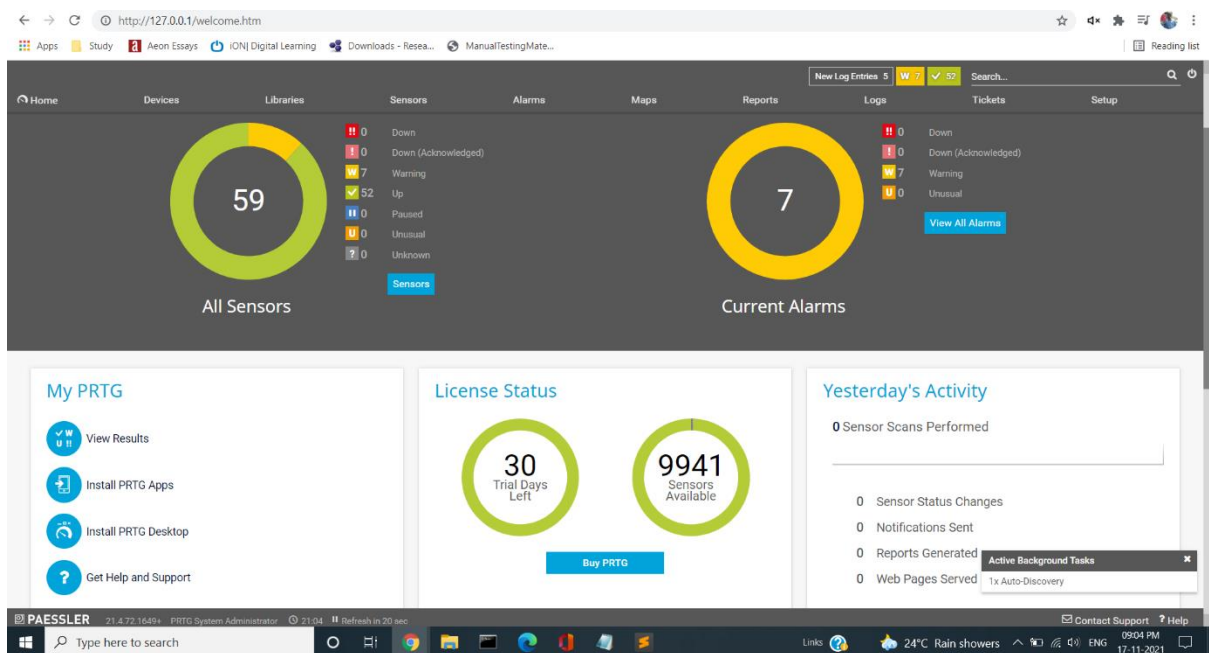 http://127.0.0.1/welcome.htm
Apps Study Aeon Essays iON| Digital Learning Downloads - Resea... ManualTestingMate... Reading list
New Log Entries 5 W 7 52 Search...
Home Devices Libraries Sensors Alarms Maps Reports Logs Tickets Setup
59
!! 0 Down
! 0 Down (Acknowledged)
W 7 Warning
52 Up
0 Paused
U 0 Unusual
? 0 Unknown
Sensors
All Sensors
7
!! 0 Down
! 0 Down (Acknowledged)
W 7 Warning
U 0 Unusual
View All Alarms
Current Alarms
My PRTG
View Results
Install PRTG Apps
Install PRTG Desktop
? Get Help and Support
License Status
30
Trial Days
Left
9941
Sensors
Available
Buy PRTG
Yesterday's Activity
0 Sensor Scans Performed
0 Sensor Status Changes
0 Notifications Sent
0 Reports Generated
0 Web Pages Served
Active Background Tasks
1x Auto-Discovery
PAESSLER 21.4.72.1649+ PRTG System Administrator 21:04 Refresh in 20 sec Contact Support ? Help
Type here to search Links 24°C Rain showers ENG 09:04 PM
17-11-2021